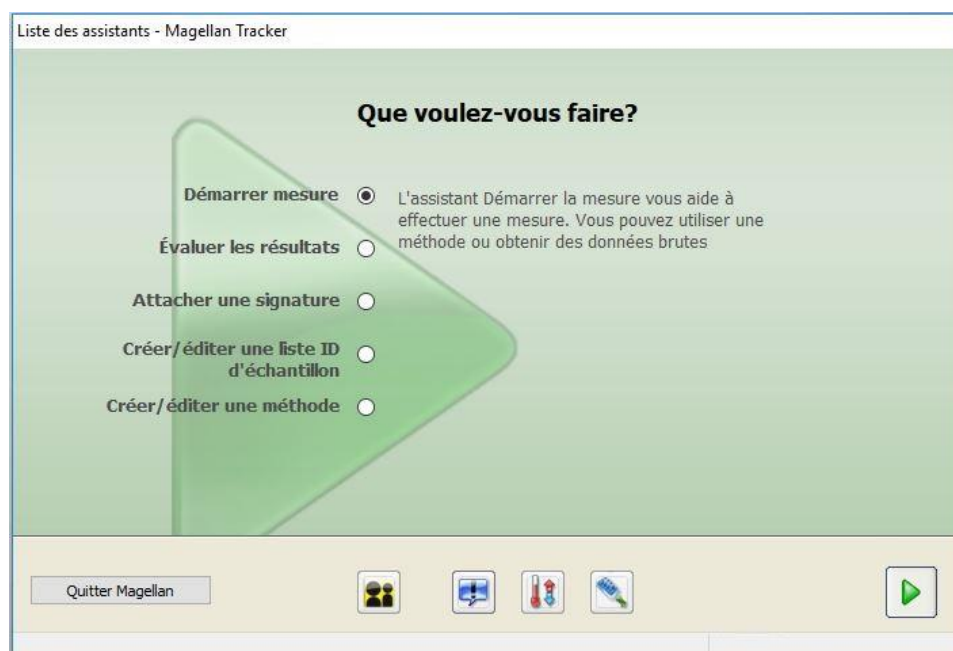 Liste des assistants - Magellan Tracker
Que voulez-vous faire?
Démarrer mesure
L'assistant Démarrer la mesure vous aide à
effectuer une mesure. Vous pouvez utiliser une
méthode ou obtenir des données brutes
Évaluer les résultats
Attacher une signature
Créer/éditer une liste ID
d'échantillon
Créer/éditer une méthode
Quitter Magellan